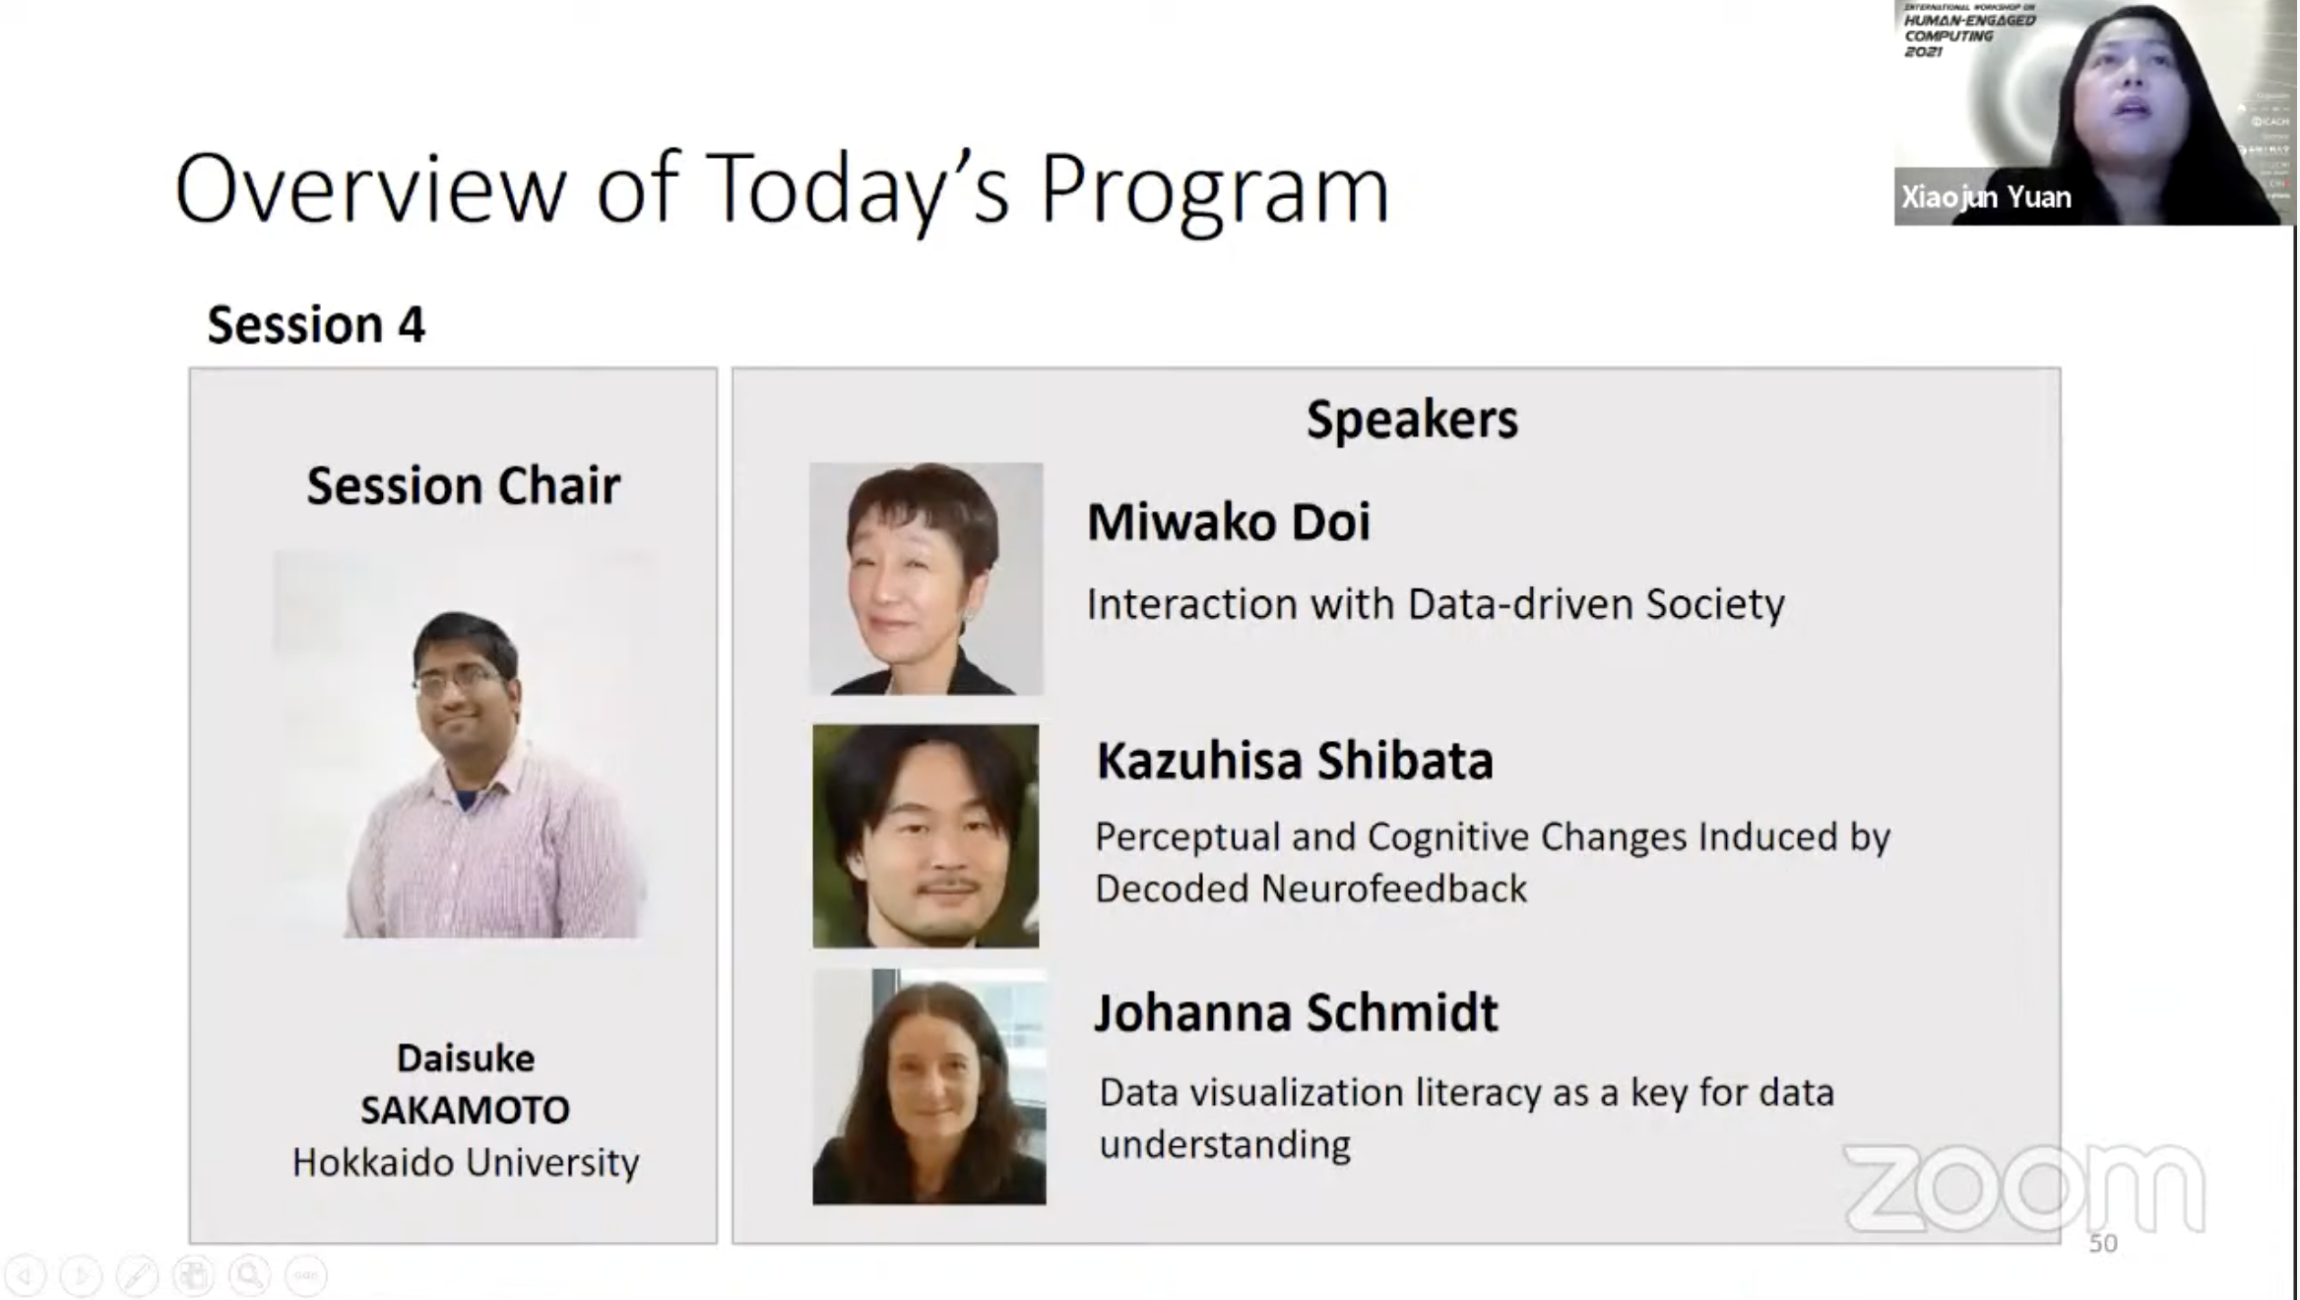 INTERNATIONAL WORKSHOP ON
HUMAN-ENGAGED
COMPUTING
2021
Xiaojun Yuan
Overview of Today's Program
Session 4
Session Chair
Daisuke
SAKAMOTO
Hokkaido University
Speakers
Miwako Doi
Interaction with Data-driven Society
Kazuhisa Shibata
Perceptual and Cognitive Changes Induced by
Decoded Neurofeedback
Johanna Schmidt
Data visualization literacy as a key for data
understanding
zoom
50